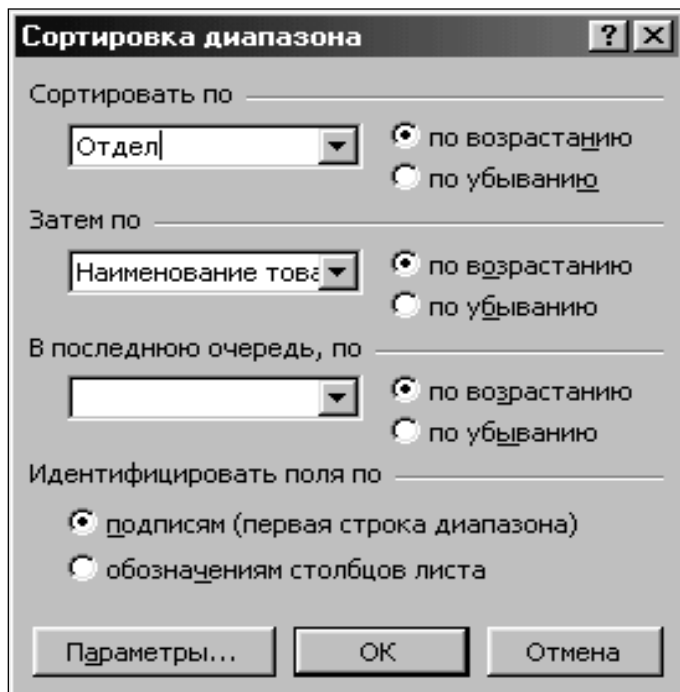 Сортировка диапазона
Сортировать по
Отдел
по возрастанию
по убыванию
Затем по
Наименование това
по возрастанию
по убыванию
В последнюю очередь, по
по возрастанию
по убыванию
Идентифицировать поля по
подписям (первая строка диапазона)
обозначениям столбцов листа
Параметры... ОК Отмена